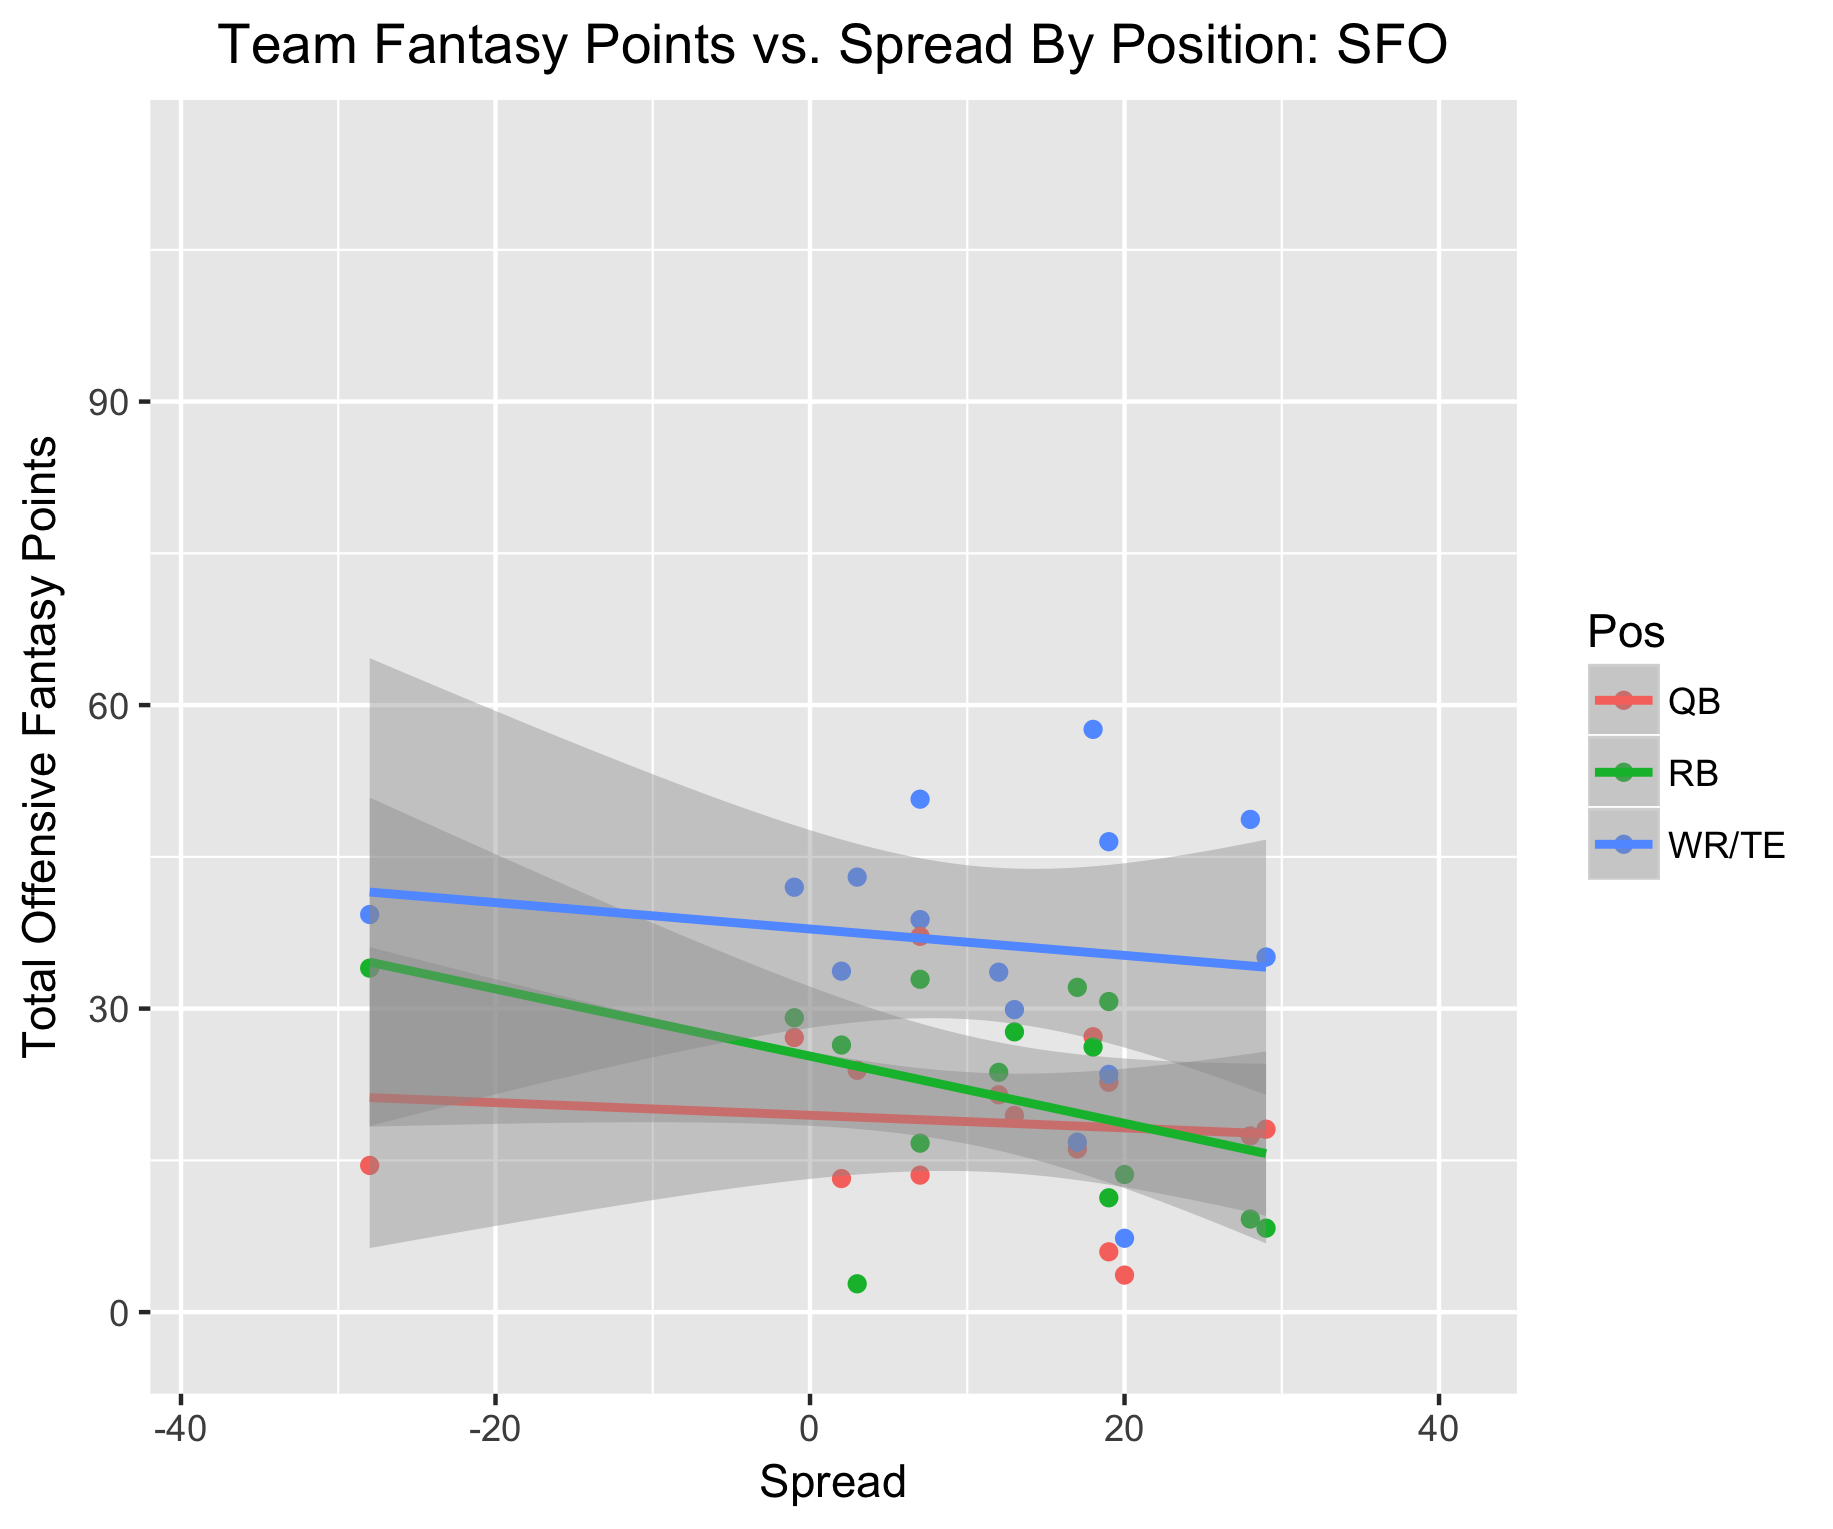 Team Fantasy Points vs. Spread By Position: SFO
Total Offensive Fantasy Points
90
60
30
0
-40
-20
0
20
40
Spread
Pos
QB
RB
WR/TE